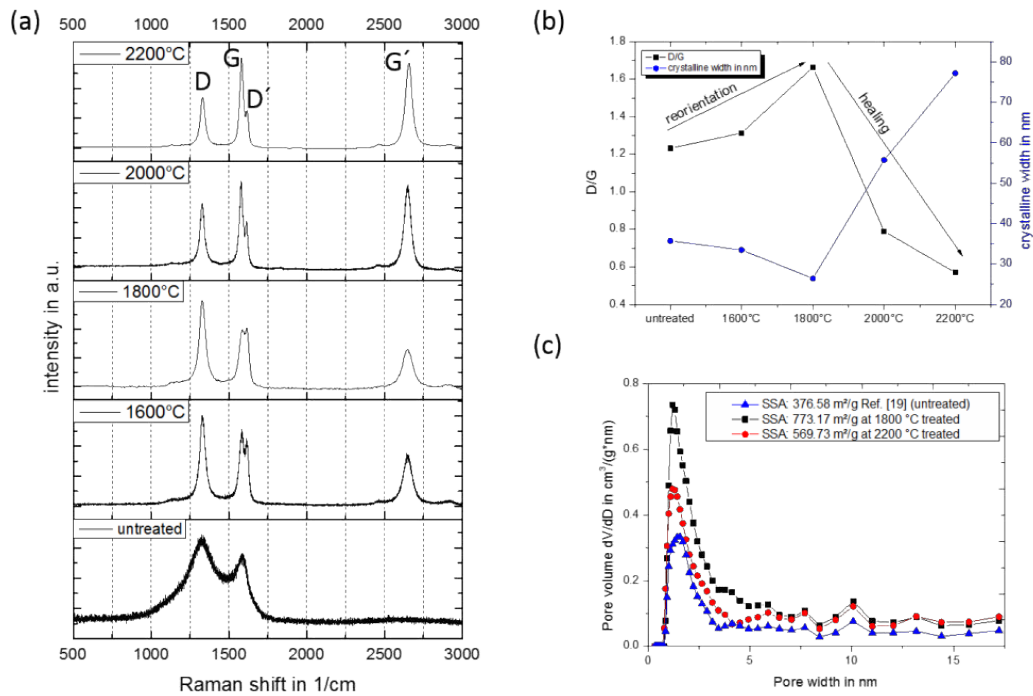 (a)
500 1000 1500 2000 2500 3000
2200°C
D
G
D´
G´
2000°C
1800°C
1600°C
untreated
intensity in a.u.
500 1000 1500 2000 2500 3000
Raman shift in 1/cm
(b)
1.8
1.6
1.4
1.2
1.0
0.8
0.6
0.4
D/G
D/G
crystalline width in nm
reorientation
healing
80
70
60
50
40
30
20
crystalline width in nm
untreated 1600°C 1800°C 2000°C 2200°C
(c)
0.8
0.6
0.4
0.2
0.0
Pore volume dV/dD in cm³/(g*nm)
SSA: 376.58 m²/g Ref. [19] (untreated)
SSA: 773.17 m²/g at 1800 °C treated
SSA: 569.73 m²/g at 2200 °C treated
0 5 10 15
Pore width in nm